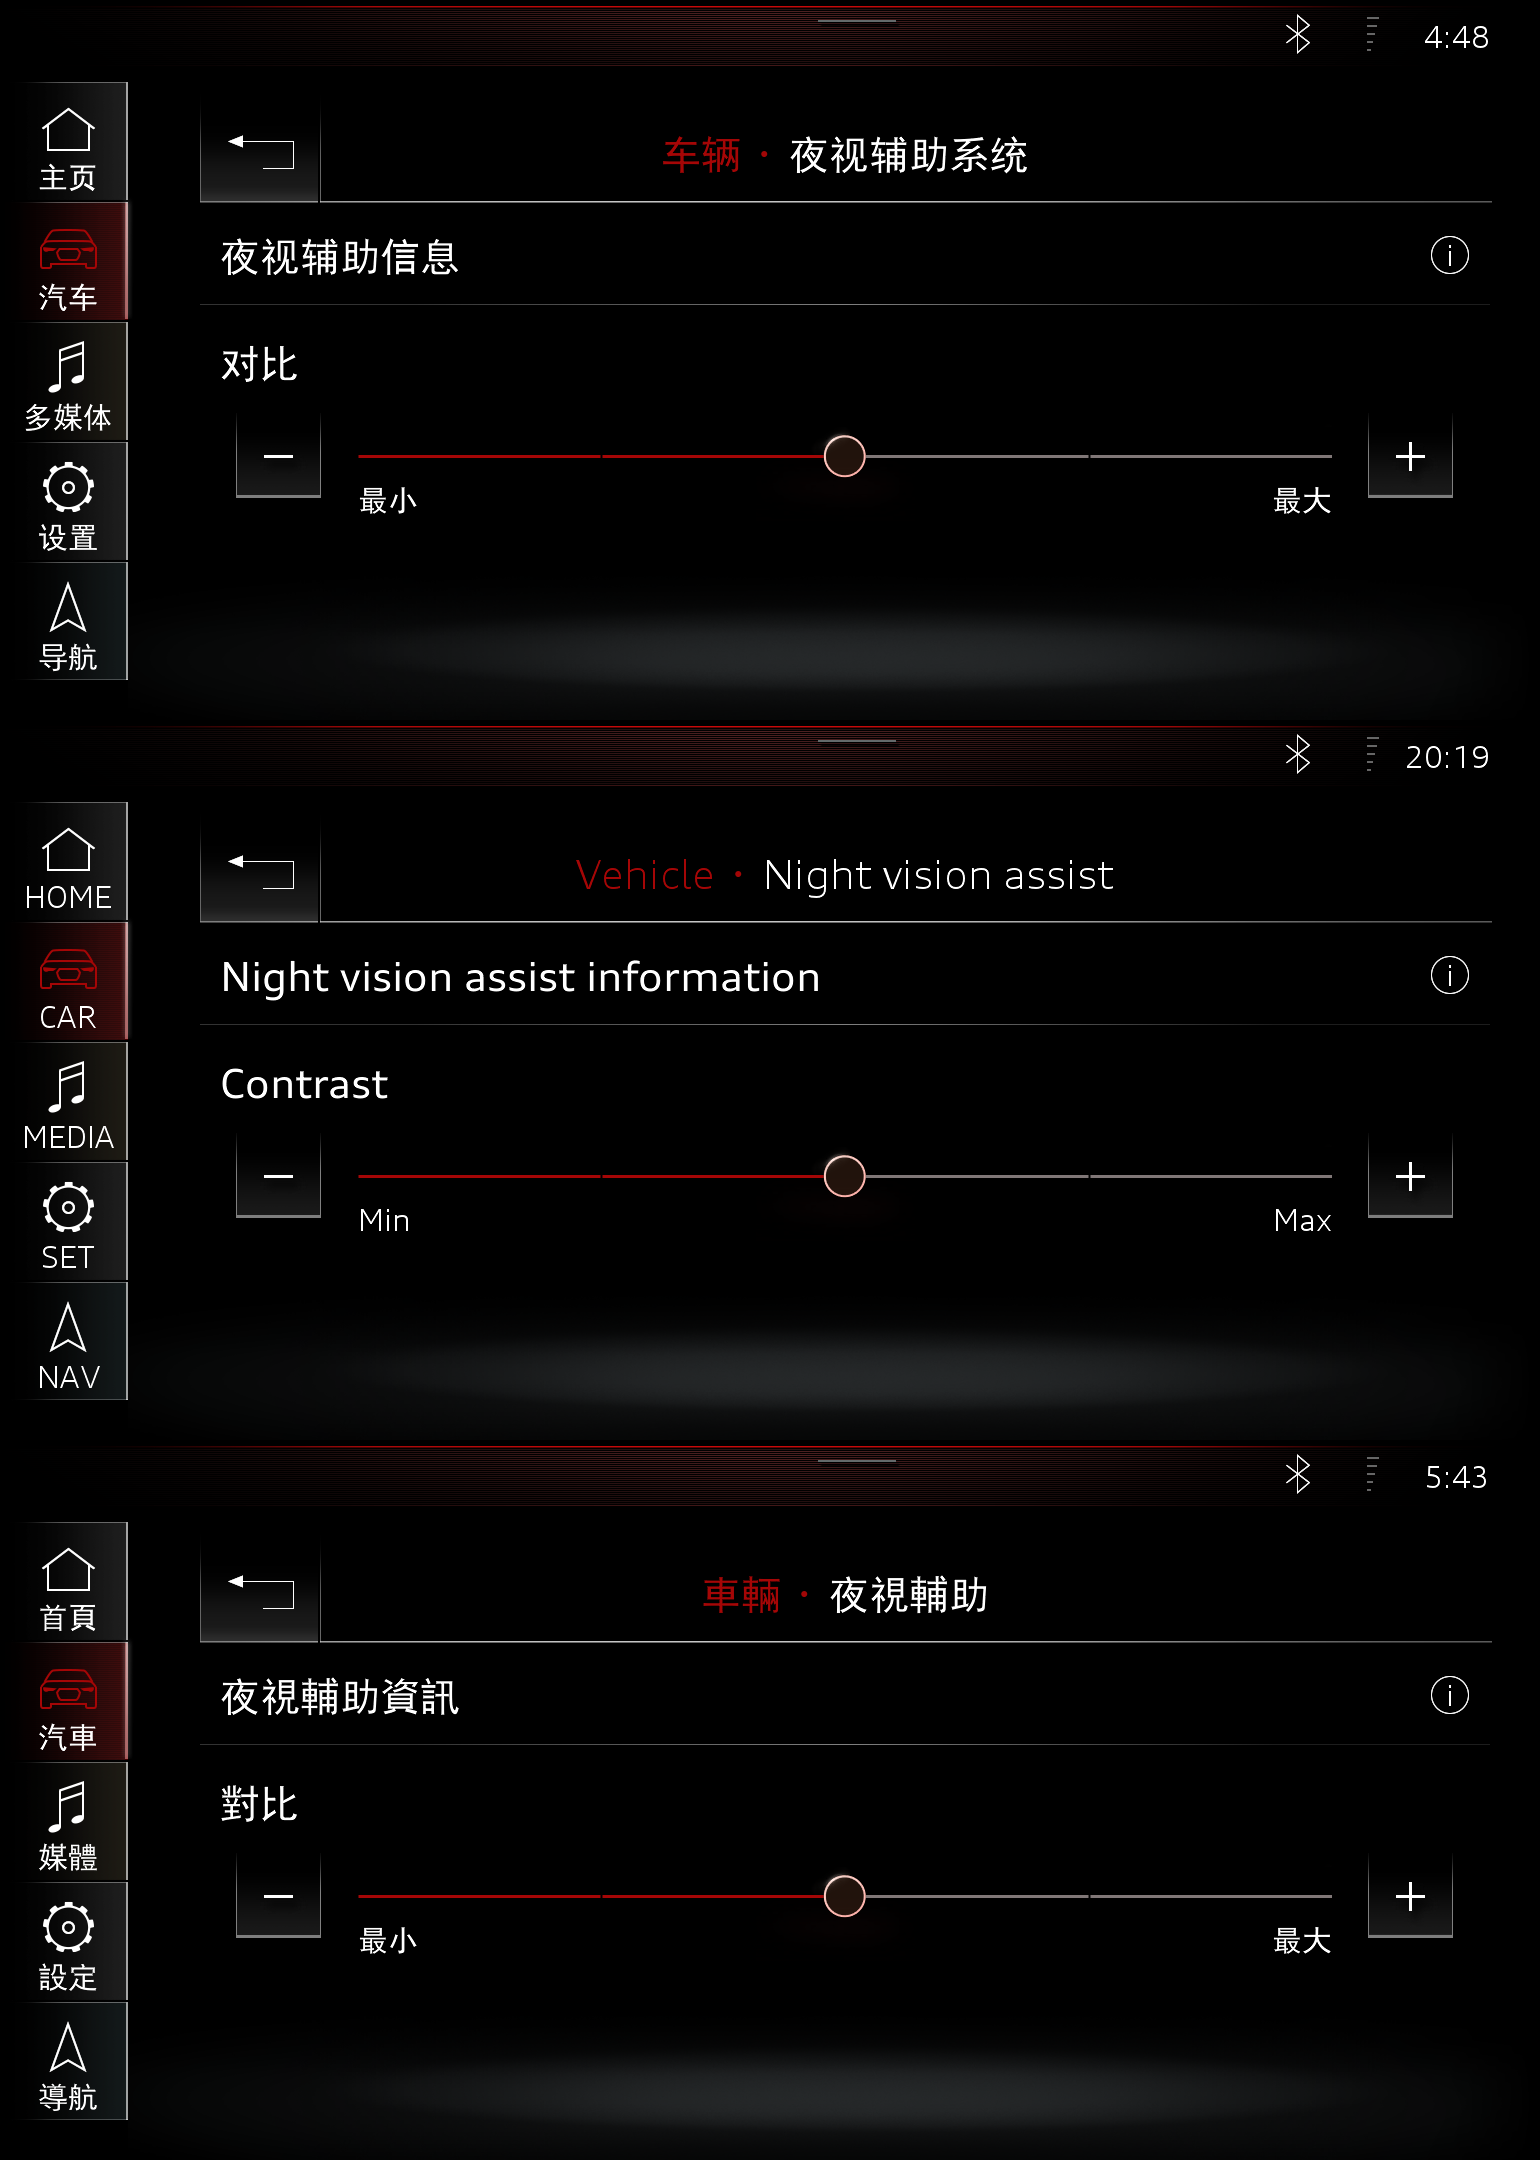 4:48
主页
车辆 · 夜视辅助系统
汽车
夜视辅助信息
多媒体
对比
最小
最大
设置
导航
20:19
HOME
Vehicle · Night vision assist
CAR
Night vision assist information
MEDIA
Contrast
Min
Max
SET
NAV
5:43
首頁
車輛 · 夜視輔助
汽車
夜視輔助資訊
媒體
對比
最小
最大
設定
導航